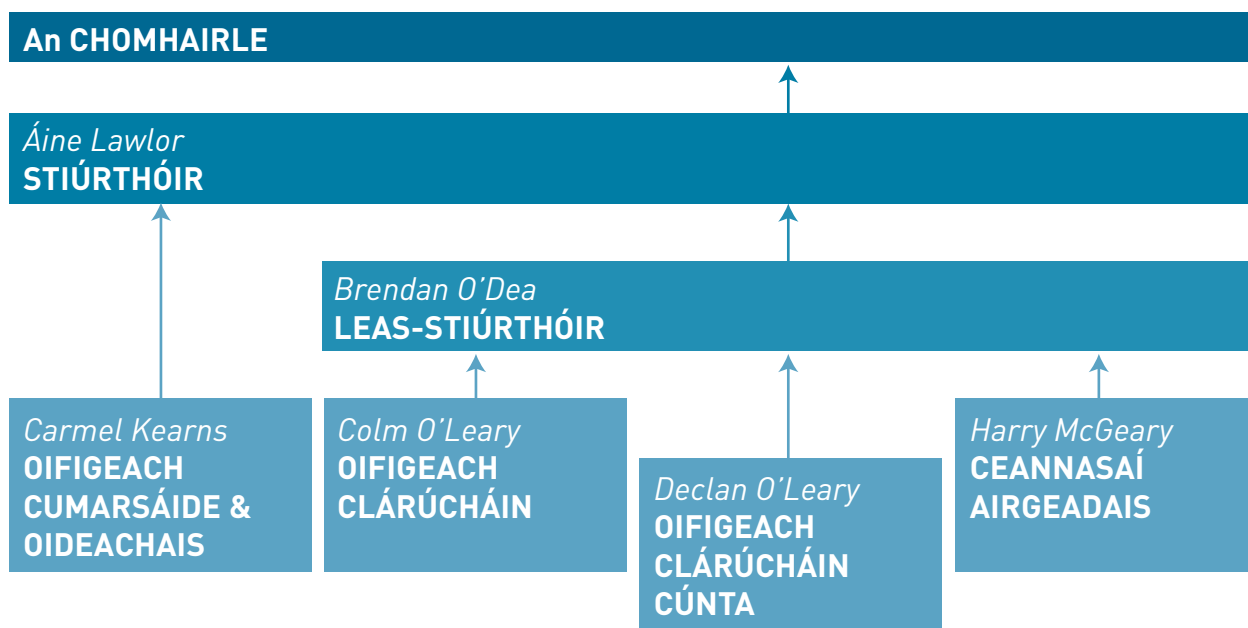 An CHOMHAIRLE
Áine Lawlor
STIÚRTHÓIR
Brendan O'Dea
LEAS-STIÚRTHÓIR
Carmel Kearns
OIFIGEACH
CUMARSÁIDE &
OIDEACHAIS
Colm O'Leary
OIFIGEACH
CLÁRÚCHÁIN
Declan O'Leary
OIFIGEACH
CLÁRÚCHÁIN
CÚNTA
Harry McGeary
CEANNASAÍ
AIRGEADAIS